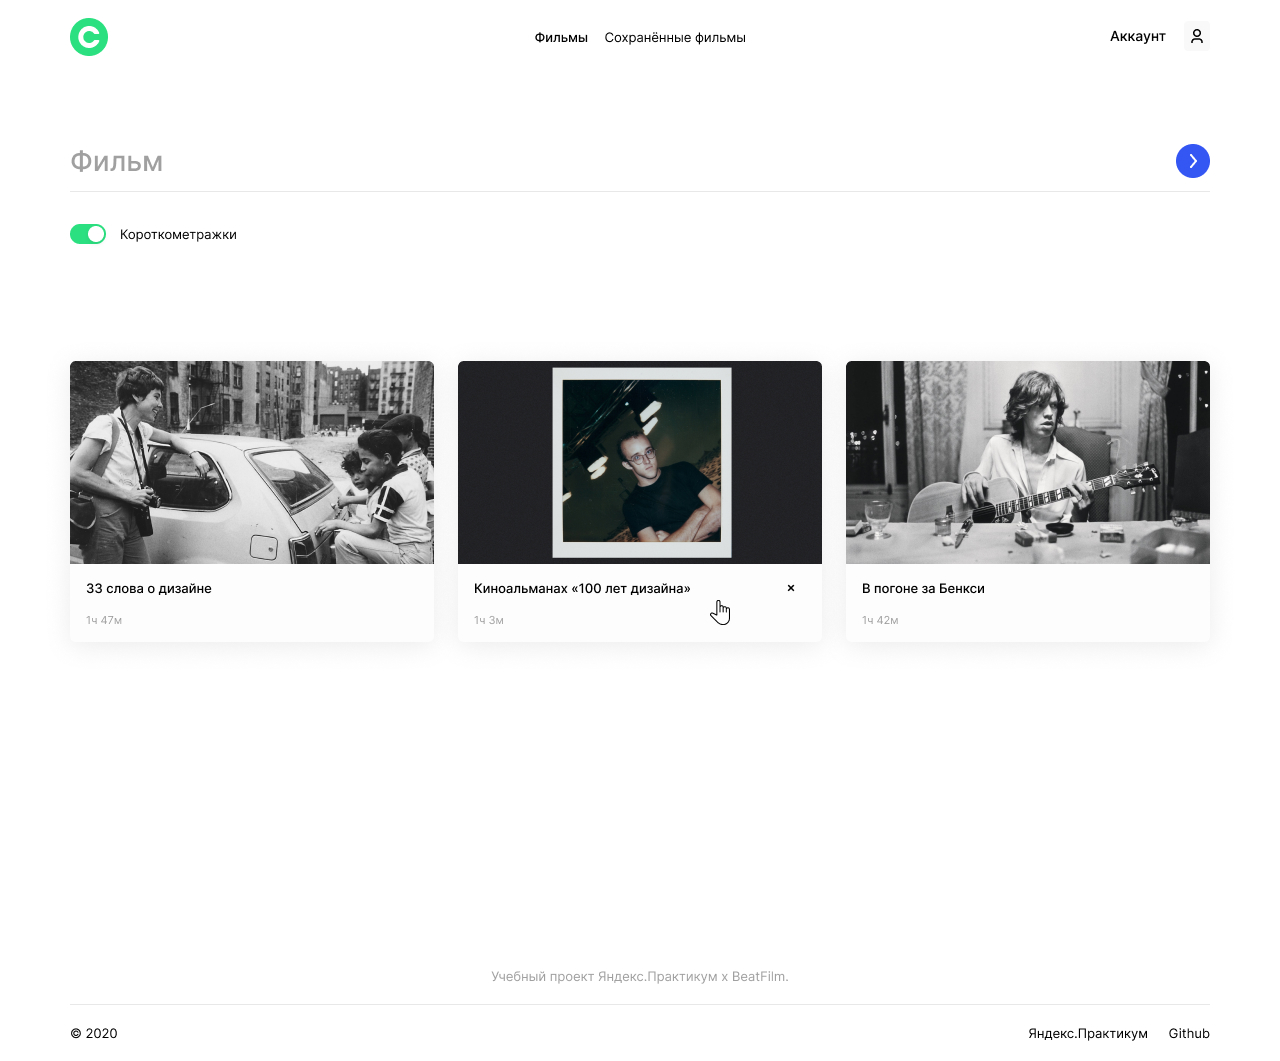 Фильмы Сохранённые фильмы Аккаунт
Фильм
Короткометражки
33 слова о дизайне
1ч 47м
Киноальманах «100 лет дизайна»
1ч 3м
В погоне за Бенкси
1ч 42м
Учебный проект Яндекс.Практикум х BeatFilm.
© 2020 Яндекс.Практикум Github